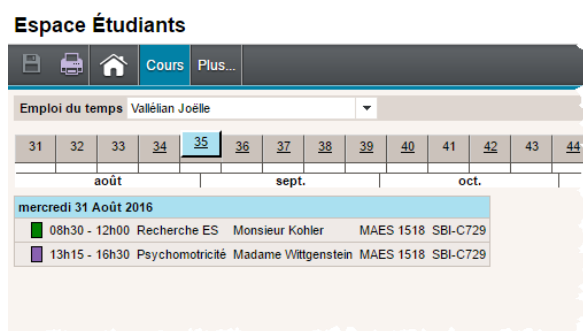 Espace Étudiants
Cours Plus...
Emploi du temps Vallélian Joëlle
31 32 33 34 35 36 37 38 39 40 41 42 43 44
août sept. oct.
mercredi 31 Août 2016
08h30 - 12h00 Recherche ES Monsieur Kohler MAES 1518 SBI-C729
13h15 - 16h30 Psychomotricité Madame Wittgenstein MAES 1518 SBI-C729